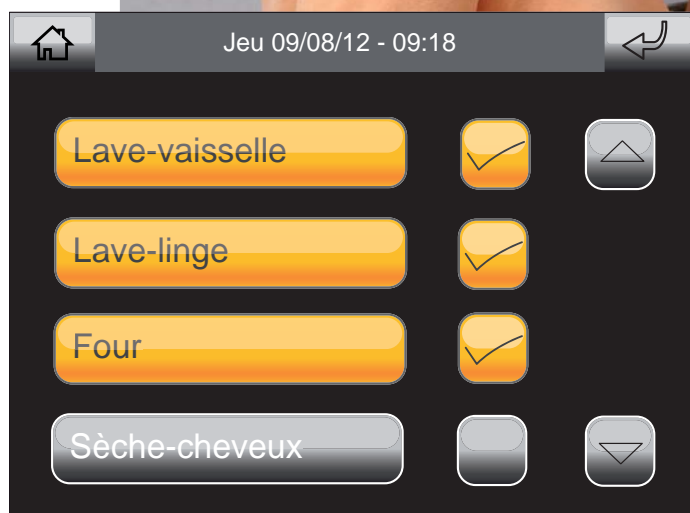 Jeu 09/08/12 - 09:18
Lave-vaisselle
Lave-linge
Four
Sèche-cheveux